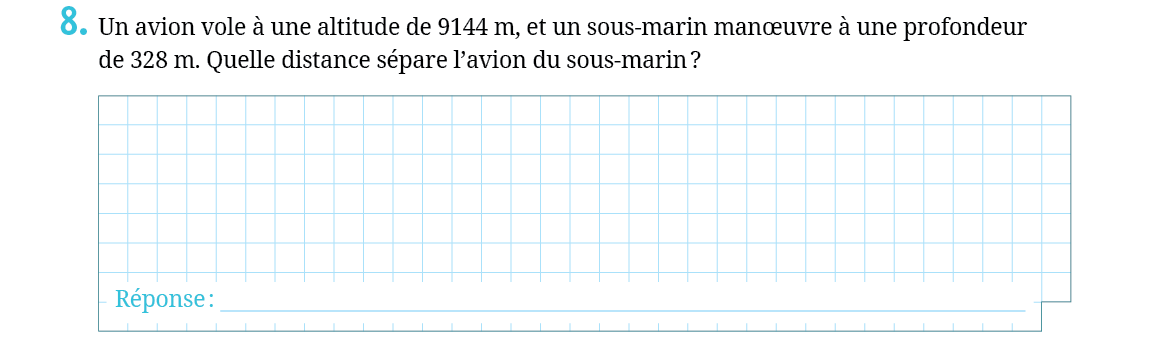 8. Un avion vole à une altitude de 9144 m, et un sous-marin manœuvre à une profondeur
de 328 m. Quelle distance sépare l’avion du sous-marin ?
Réponse :